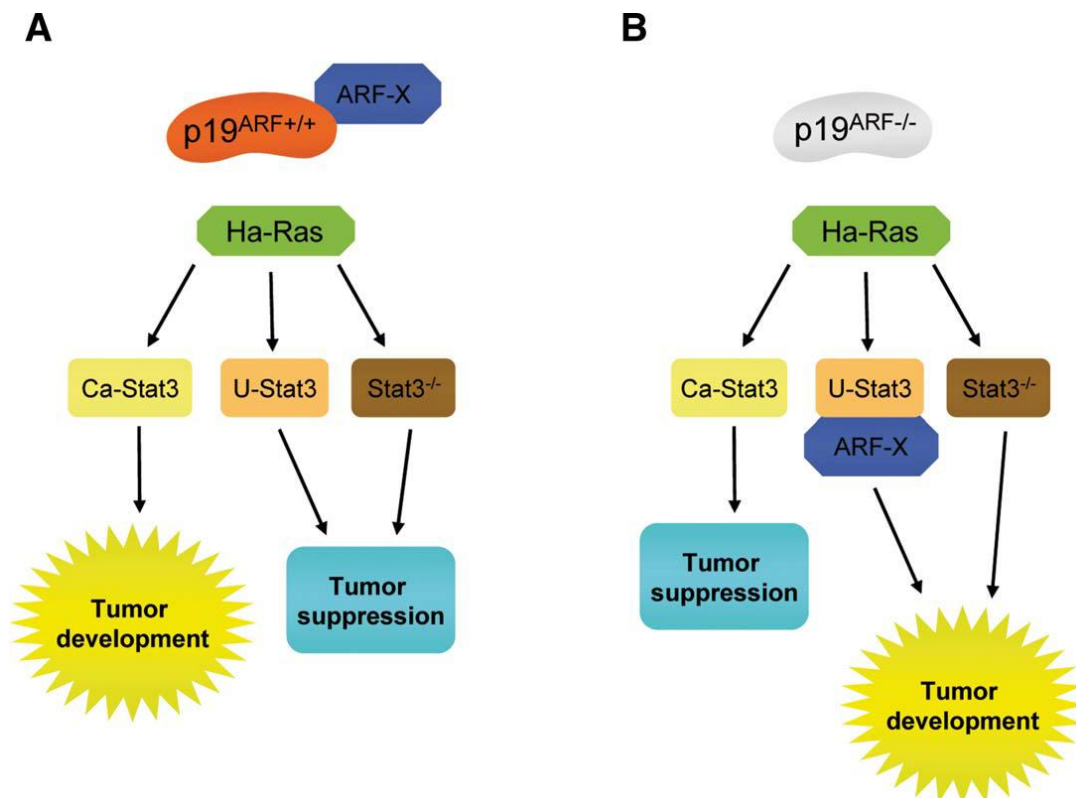 A
ARF-X
p19ARF+/+
Ha-Ras
Ca-Stat3
U-Stat3
Stat3-/-
Tumor
development
Tumor
suppression
B
p19ARF-/-
Ha-Ras
Ca-Stat3
U-Stat3
Stat3-/-
ARF-X
Tumor
suppression
Tumor
development